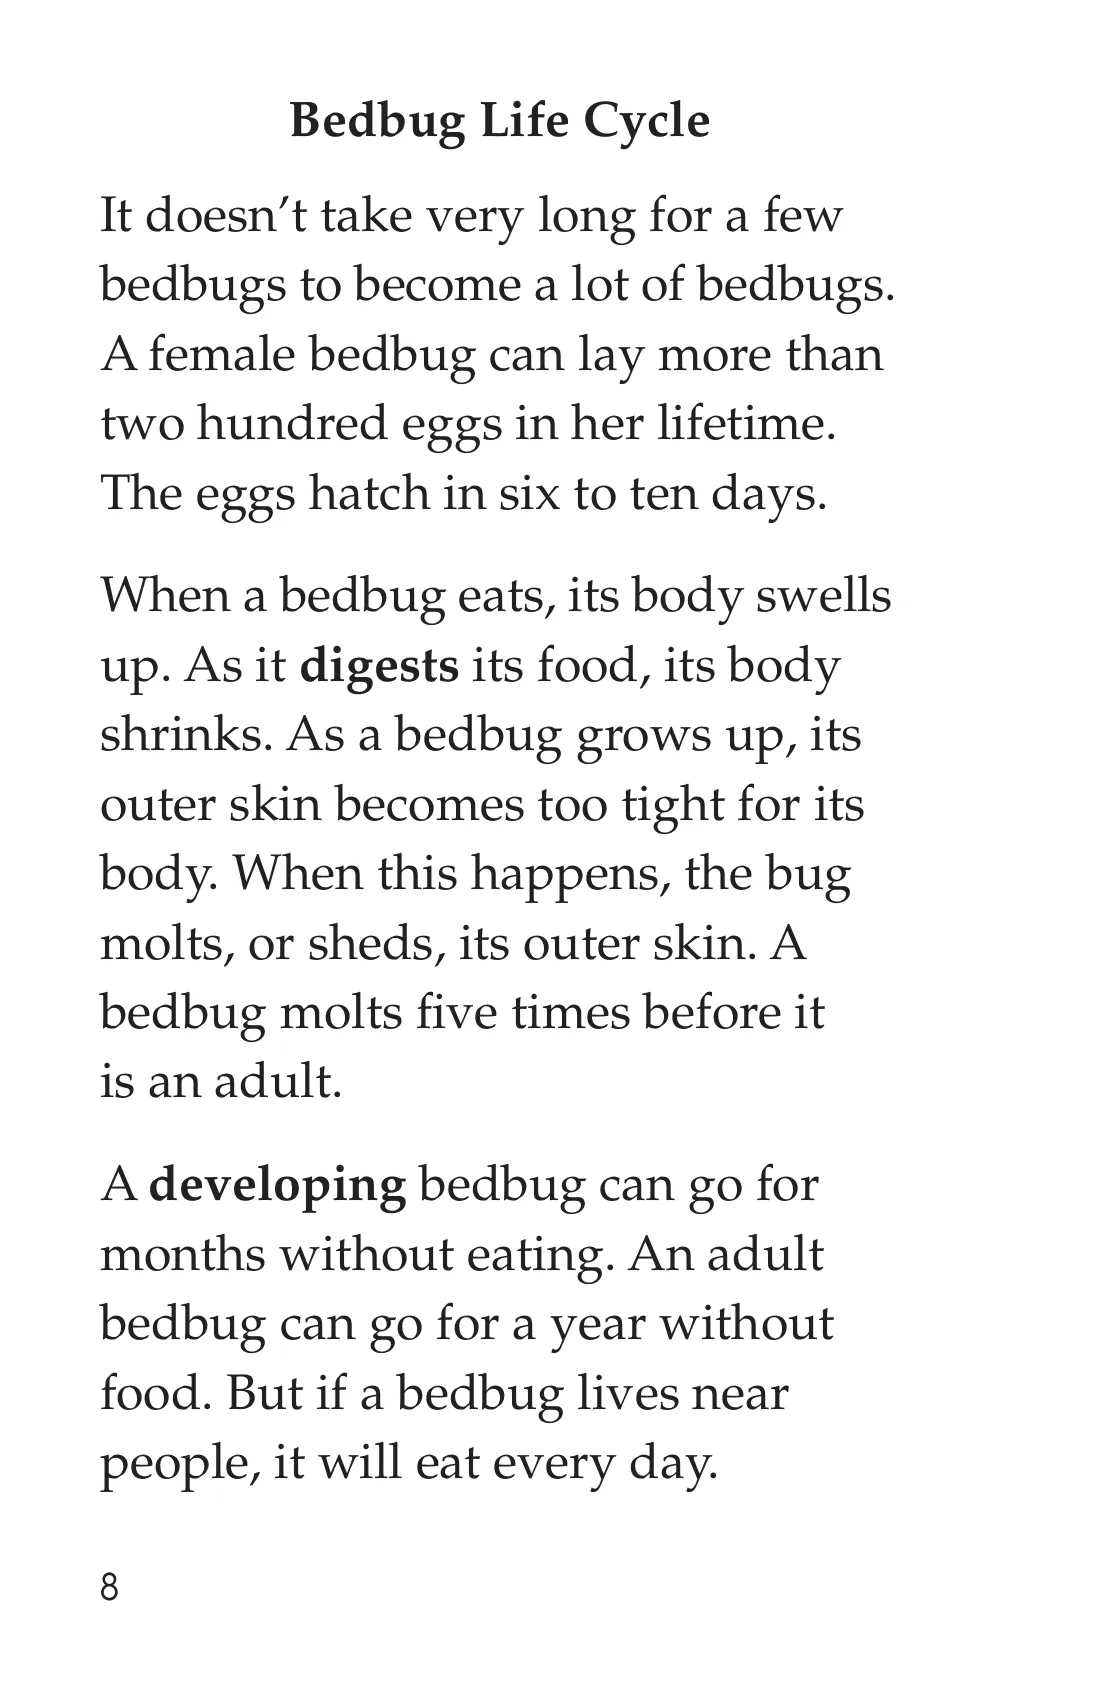 Bedbug Life Cycle
It doesn’t take very long for a few
bedbugs to become a lot of bedbugs.
A female bedbug can lay more than
two hundred eggs in her lifetime.
The eggs hatch in six to ten days.
When a bedbug eats, its body swells
up. As it digests its food, its body
shrinks. As a bedbug grows up, its
outer skin becomes too tight for its
body. When this happens, the bug
molts, or sheds, its outer skin. A
bedbug molts five times before it
is an adult.
A developing bedbug can go for
months without eating. An adult
bedbug can go for a year without
food. But if a bedbug lives near
people, it will eat every day.
8